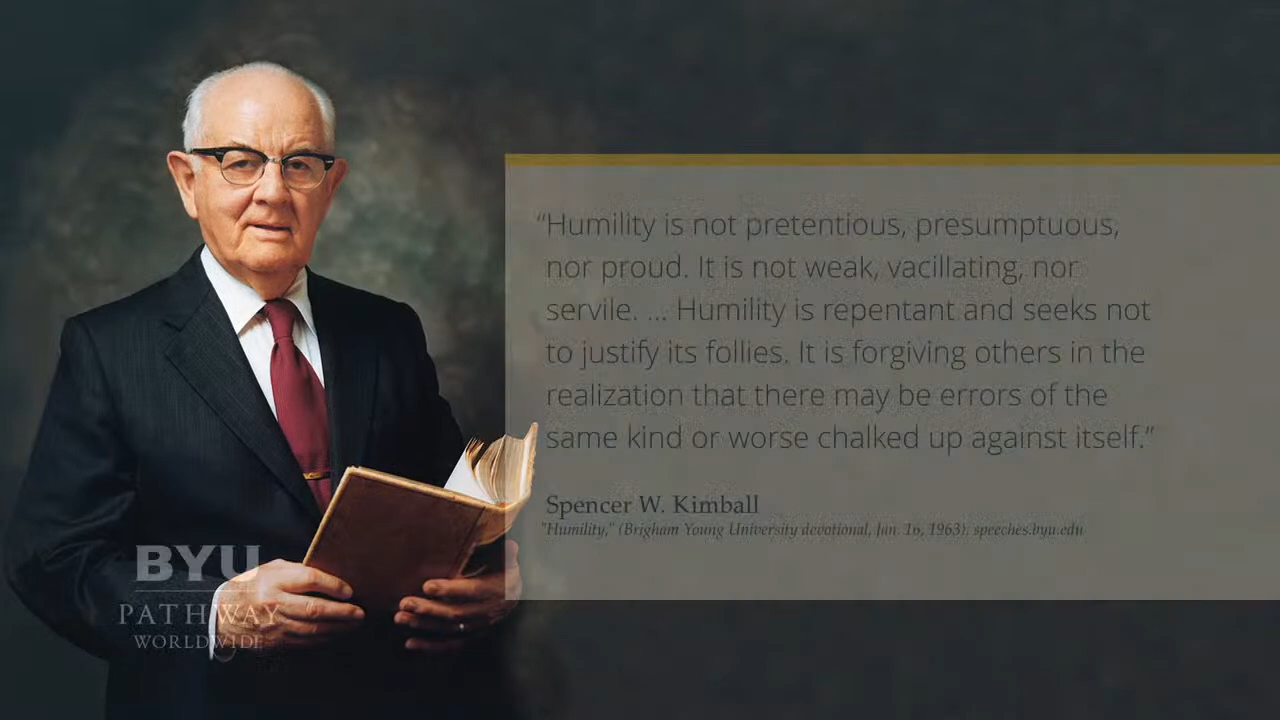 “Humility is not pretentious, presumptuous,
nor proud. It is not weak, vacillating, nor
servile. ... Humility is repentant and seeks not
to justify its follies. It is forgiving others in the
realization that there may be errors of the
same kind or worse chalked up against itself.”
Spencer W. Kimball
"Humility," (Brigham Young University devotional, Jan. 16, 1963), speeches.byu.edu
BYU
PATHWAY
WORLDWIDE